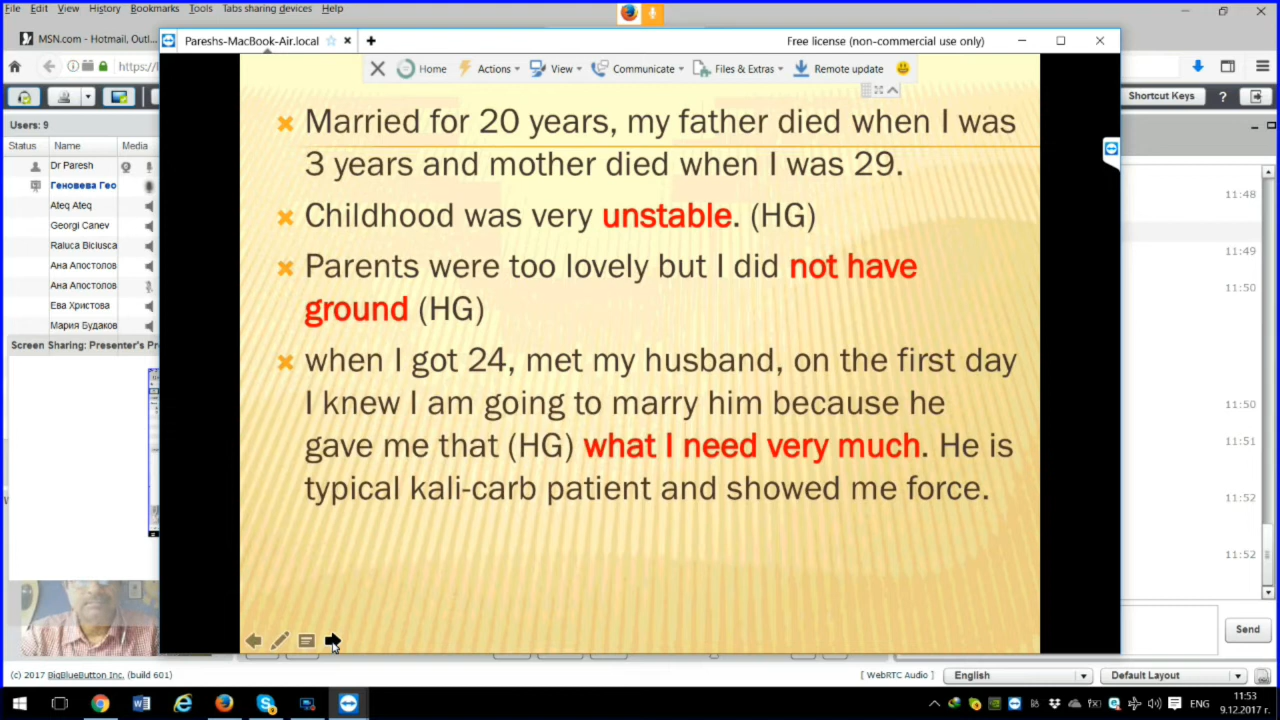 File Edit View History Bookmarks Tools Tabs sharing devices Help
MSN.com - Hotmail, Outl...
https://
Shortcut Keys
Users: 9
Status Name Media
Dr Paresh
Геновева Гео
Ateq Ateq
Georgi Canev
Raluca Biciusca
Ана Апостолов
Ана Апостолов
Ева Христова
Мария Будаков
Screen Sharing: Presenter's Pr
Pareshs-MacBook-Air.local
Free license (non-commercial use only)
Home Actions View Communicate Files & Extras Remote update
Married for 20 years, my father died when I was
3 years and mother died when I was 29.
Childhood was very unstable. (HG)
Parents were too lovely but I did not have
ground (HG)
when I got 24, met my husband, on the first day
I knew I am going to marry him because he
gave me that (HG) what I need very much. He is
typical kali-carb patient and showed me force.
11:48
11:49
11:50
11:50
11:51
11:52
11:52
Send
(c) 2017 BigBlueButton Inc. (build 601)
[ WebRTC Audio ]
English
Default Layout
ENG
11:53
9.12.2017 г.